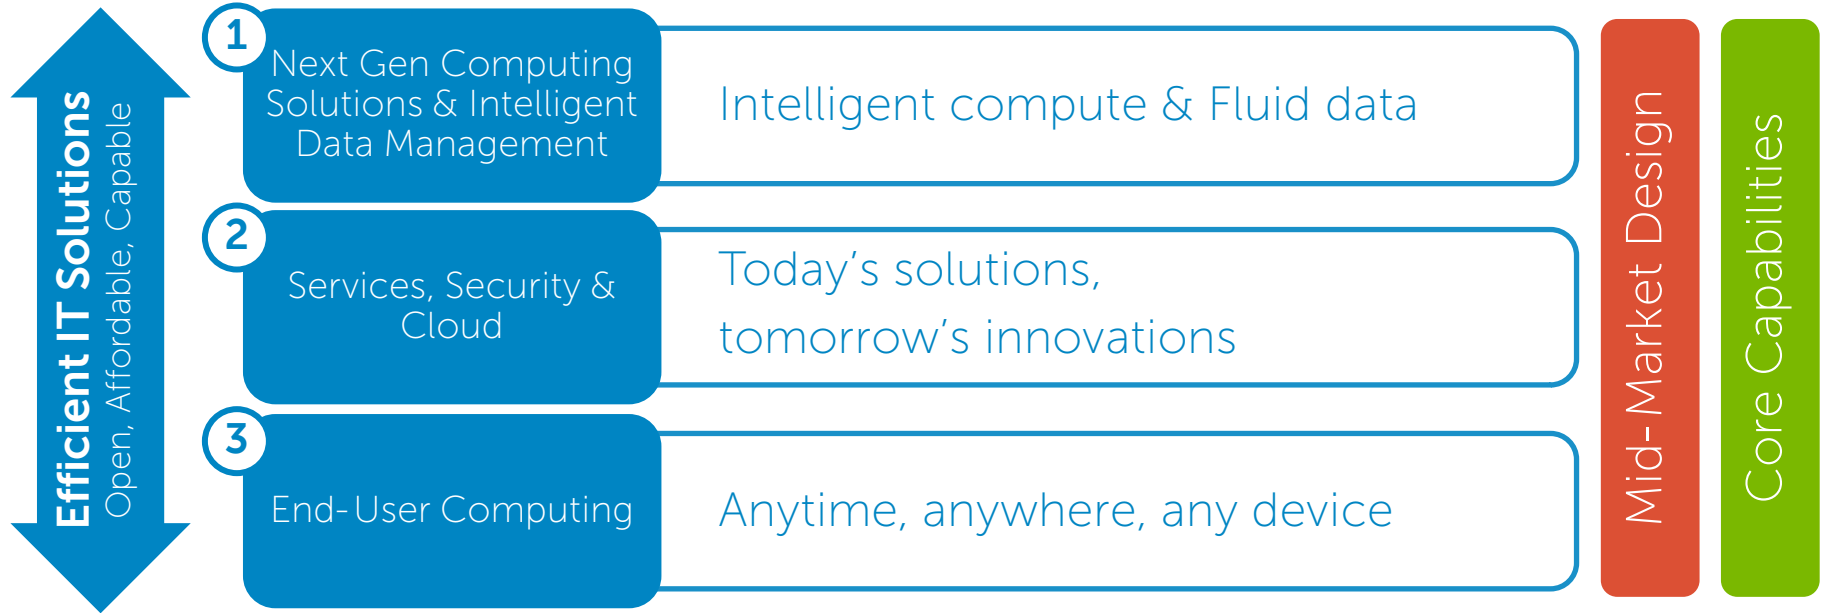 Efficient IT Solutions
Open, Affordable, Capable
1
Next Gen Computing
Solutions & Intelligent
Data Management
Intelligent compute & Fluid data
2
Services, Security &
Cloud
Today's solutions,
tomorrow's innovations
3
End-User Computing
Anytime, anywhere, any device
Mid-Market Design
Core Capabilities